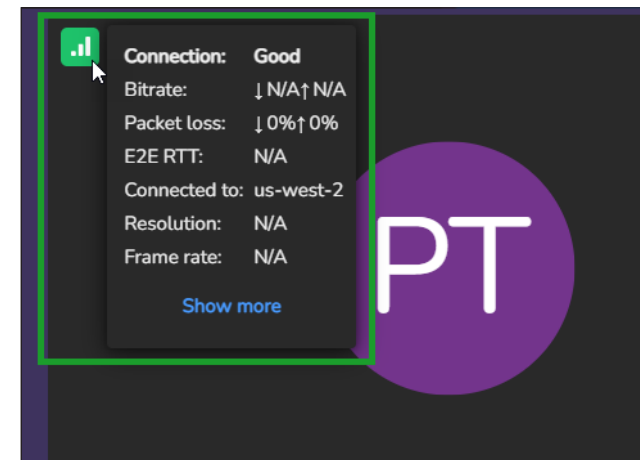 Connection: Good
Bitrate: ↓N/A↑N/A
Packet loss: ↓0%↑0%
E2E RTT: N/A
Connected to: us-west-2
Resolution: N/A
Frame rate: N/A
Show more
PT